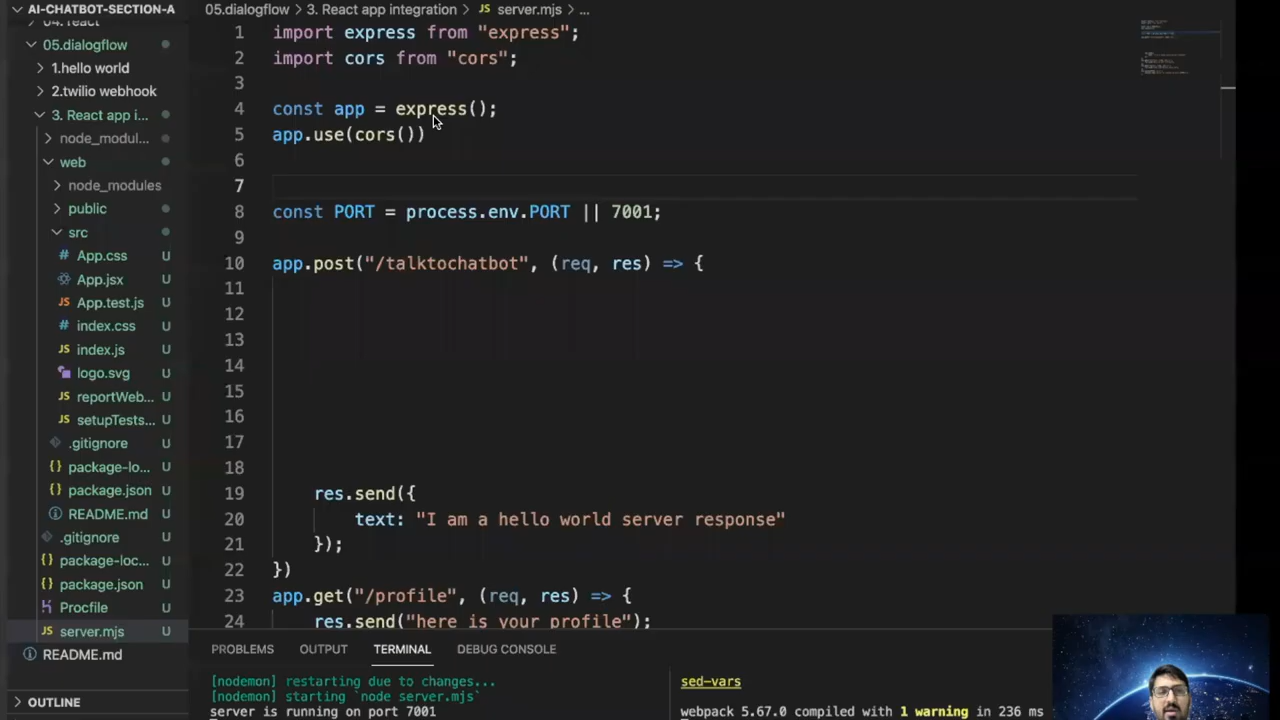 AI-CHATBOT-SECTION-A
05.dialogflow
1.hello world
2.twilio webhook
3. React app i...
node_modul...
web
node_modules
public
src
# App.css U
App.jsx U
JS App.test.js U
# index.css U
JS index.js U
logo.svg U
JS reportWeb... U
JS setupTests... U
.gitignore U
{} package-lo... U
{} package.json U
README.md U
.gitignore U
{} package-loc... U
{} package.json U
Procfile U
JS server.mjs U
README.md U
OUTLINE
05.dialogflow > 3. React app integration > JS server.mjs > ...
1 import express from "express";
2 import cors from "cors";
3
4 const app = express();
5 app.use(cors())
6
7
8 const PORT = process.env.PORT || 7001;
9
10 app.post("/talktochatbot", (req, res) => {
11
12
13
14
15
16
17
18
19 res.send({
20 text: "I am a hello world server response"
21 });
22 })
23 app.get("/profile", (req, res) => {
24 res.send("here is your profile");
PROBLEMS OUTPUT TERMINAL DEBUG CONSOLE
[nodemon] restarting due to changes...
[nodemon] starting `node server.mjs`
server is running on port 7001
sed-vars
webpack 5.67.0 compiled with 1 warning in 236 ms